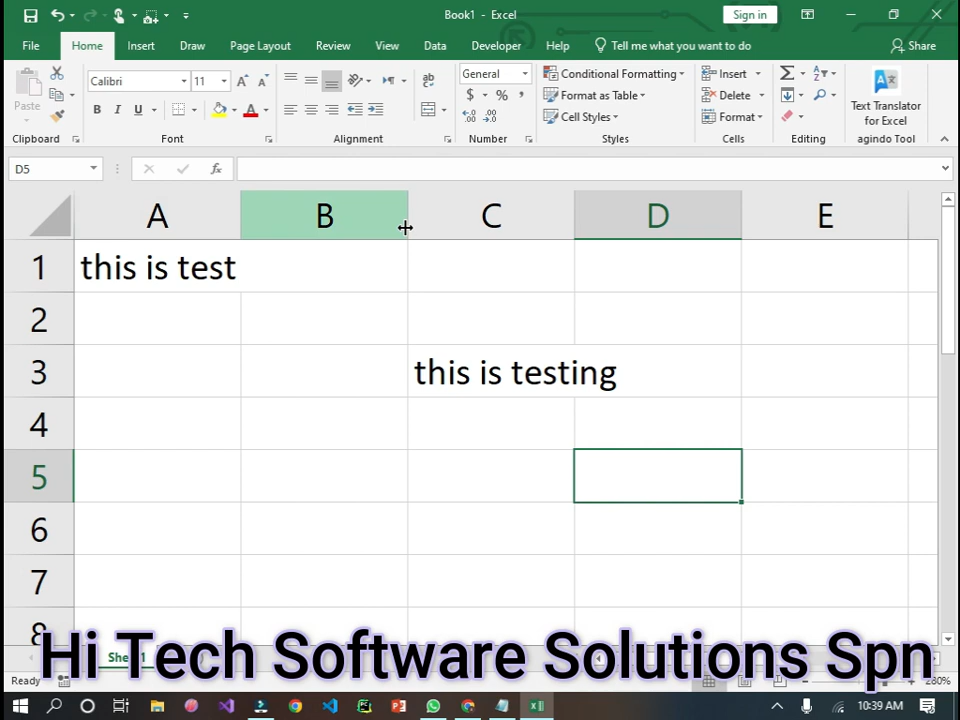 Book1 - Excel
Sign in
File Home Insert Draw Page Layout Review View Data Developer Help Tell me what you want to do Share
Calibri 11 General Conditional Formatting Insert
Paste B I U $ % , Format as Table Delete Text Translator
Cell Styles Format for Excel
Clipboard Font Alignment Number Styles Cells Editing agindo Tool
D5 fx
A B C D E
1 this is test
2
3 this is testing
4
5
6
7
8
Hi Tech Software Solutions Spn
Ready
10:39 AM